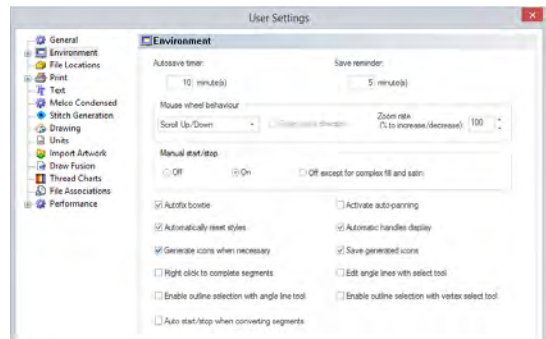 User Settings
General
Environment
File Locations
Print
Text
Melco Condensed
Stitch Generation
Drawing
Units
Import Artwork
Draw Fusion
Thread Charts
File Associations
Performance
Environment
Autosave timer: Save reminder:
10 minute(s) 5 minute(s)
Mouse wheel behaviour
Scroll Up/Down Zoom rate (% to increase/decrease) 100
Manual start/stop
Off On Off except for complex fill and satin
Autofix bowtie Activate auto-panning
Automatically reset styles Automatic handles display
Generate icons when necessary Save generated icons
Right click to complete segments Edit angle lines with select tool
Enable outline selection with angle line tool Enable outline selection with vertex select tool
Auto start/stop when converting segments